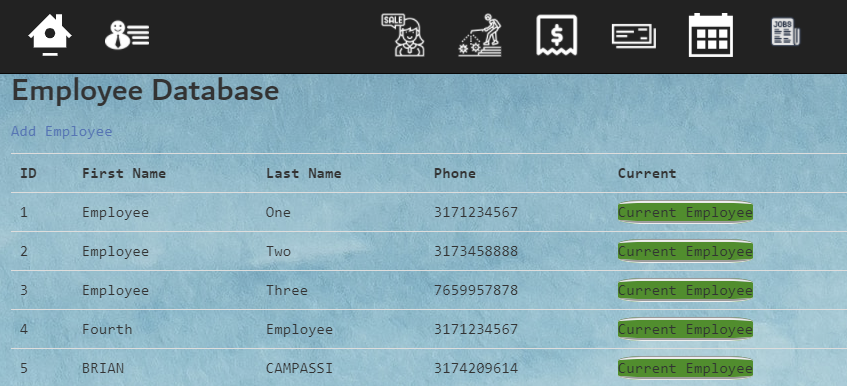 SALE
$
JOBS
Employee Database
Add Employee
ID First Name Last Name Phone Current
1 Employee One 3171234567 Current Employee
2 Employee Two 3173458888 Current Employee
3 Employee Three 7659957878 Current Employee
4 Fourth Employee 3171234567 Current Employee
5 BRIAN CAMPASSI 3174209614 Current Employee